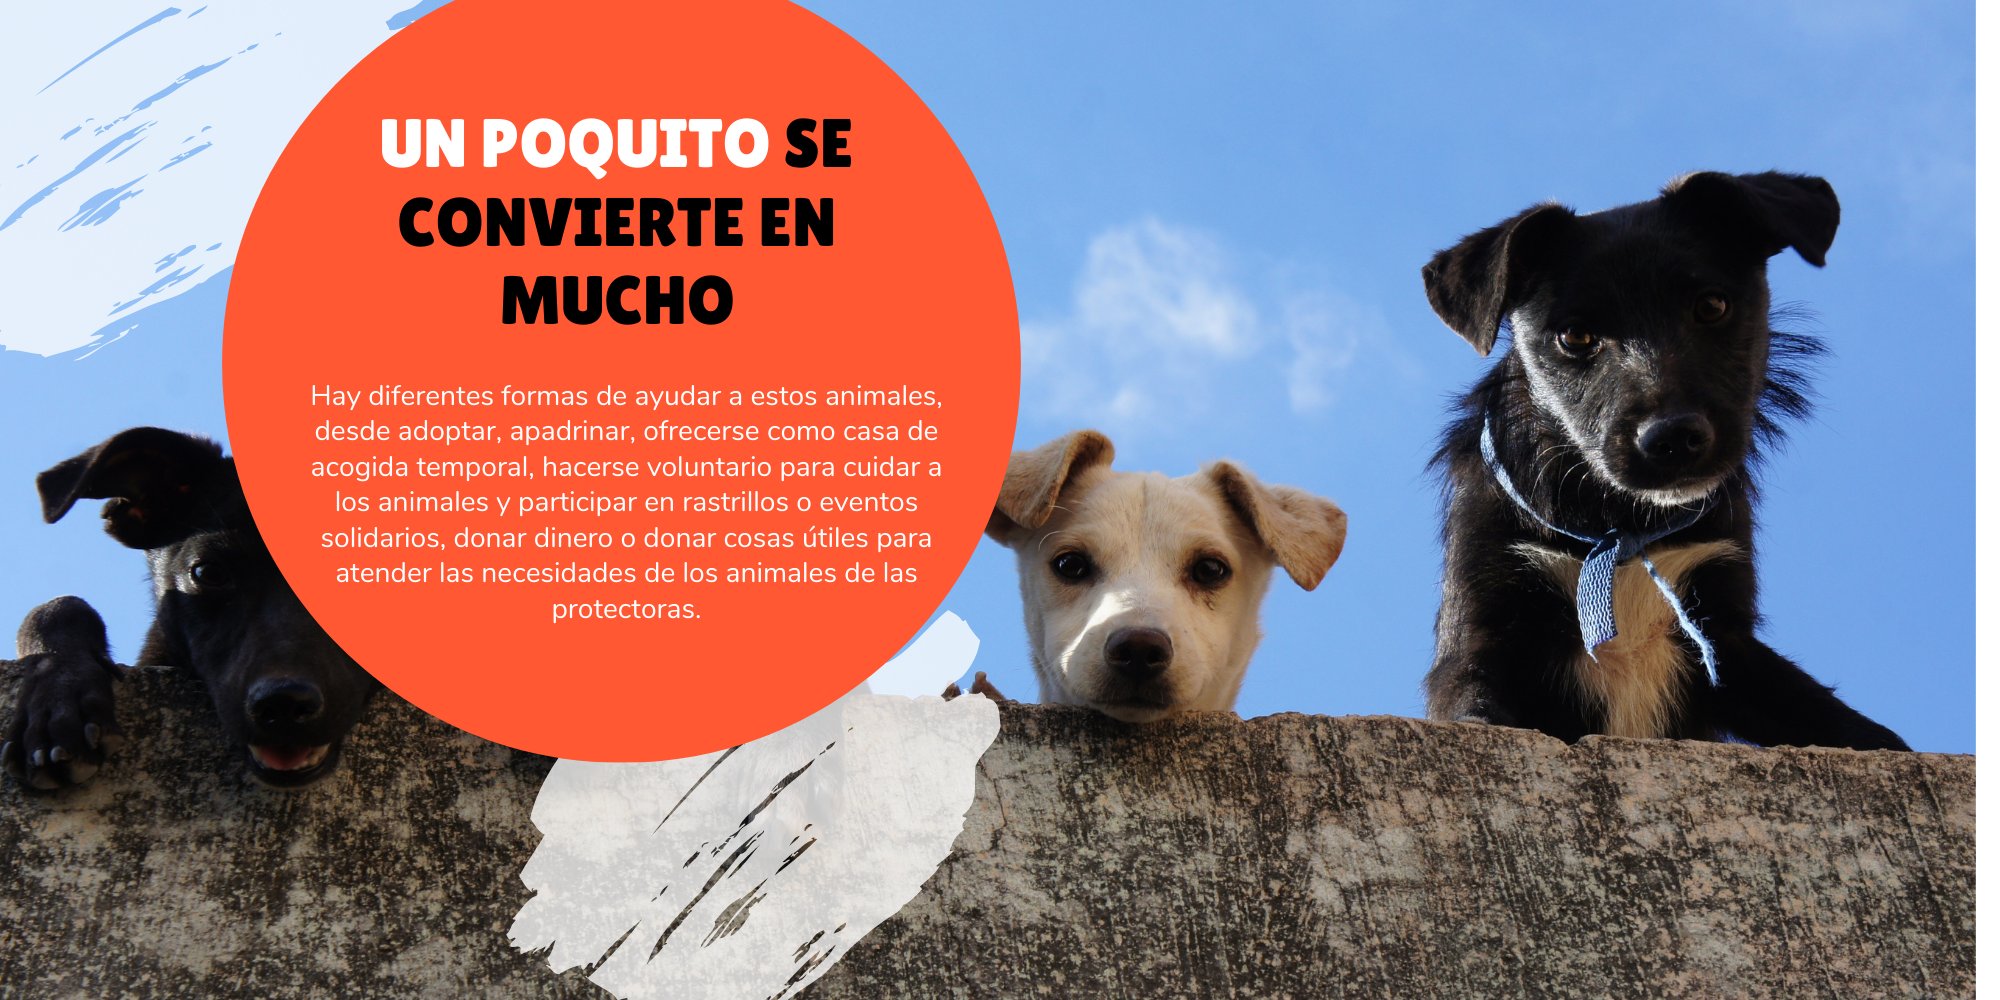 UN POQUITO SE
CONVIERTE EN
MUCHO
Hay diferentes formas de ayudar a estos animales,
desde adoptar, apadrinar, ofrecerse como casa de
acogida temporal, hacerse voluntario para cuidar a
los animales y participar en rastrillos o eventos
solidarios, donar dinero o donar cosas útiles para
atender las necesidades de los animales de las
protectoras.